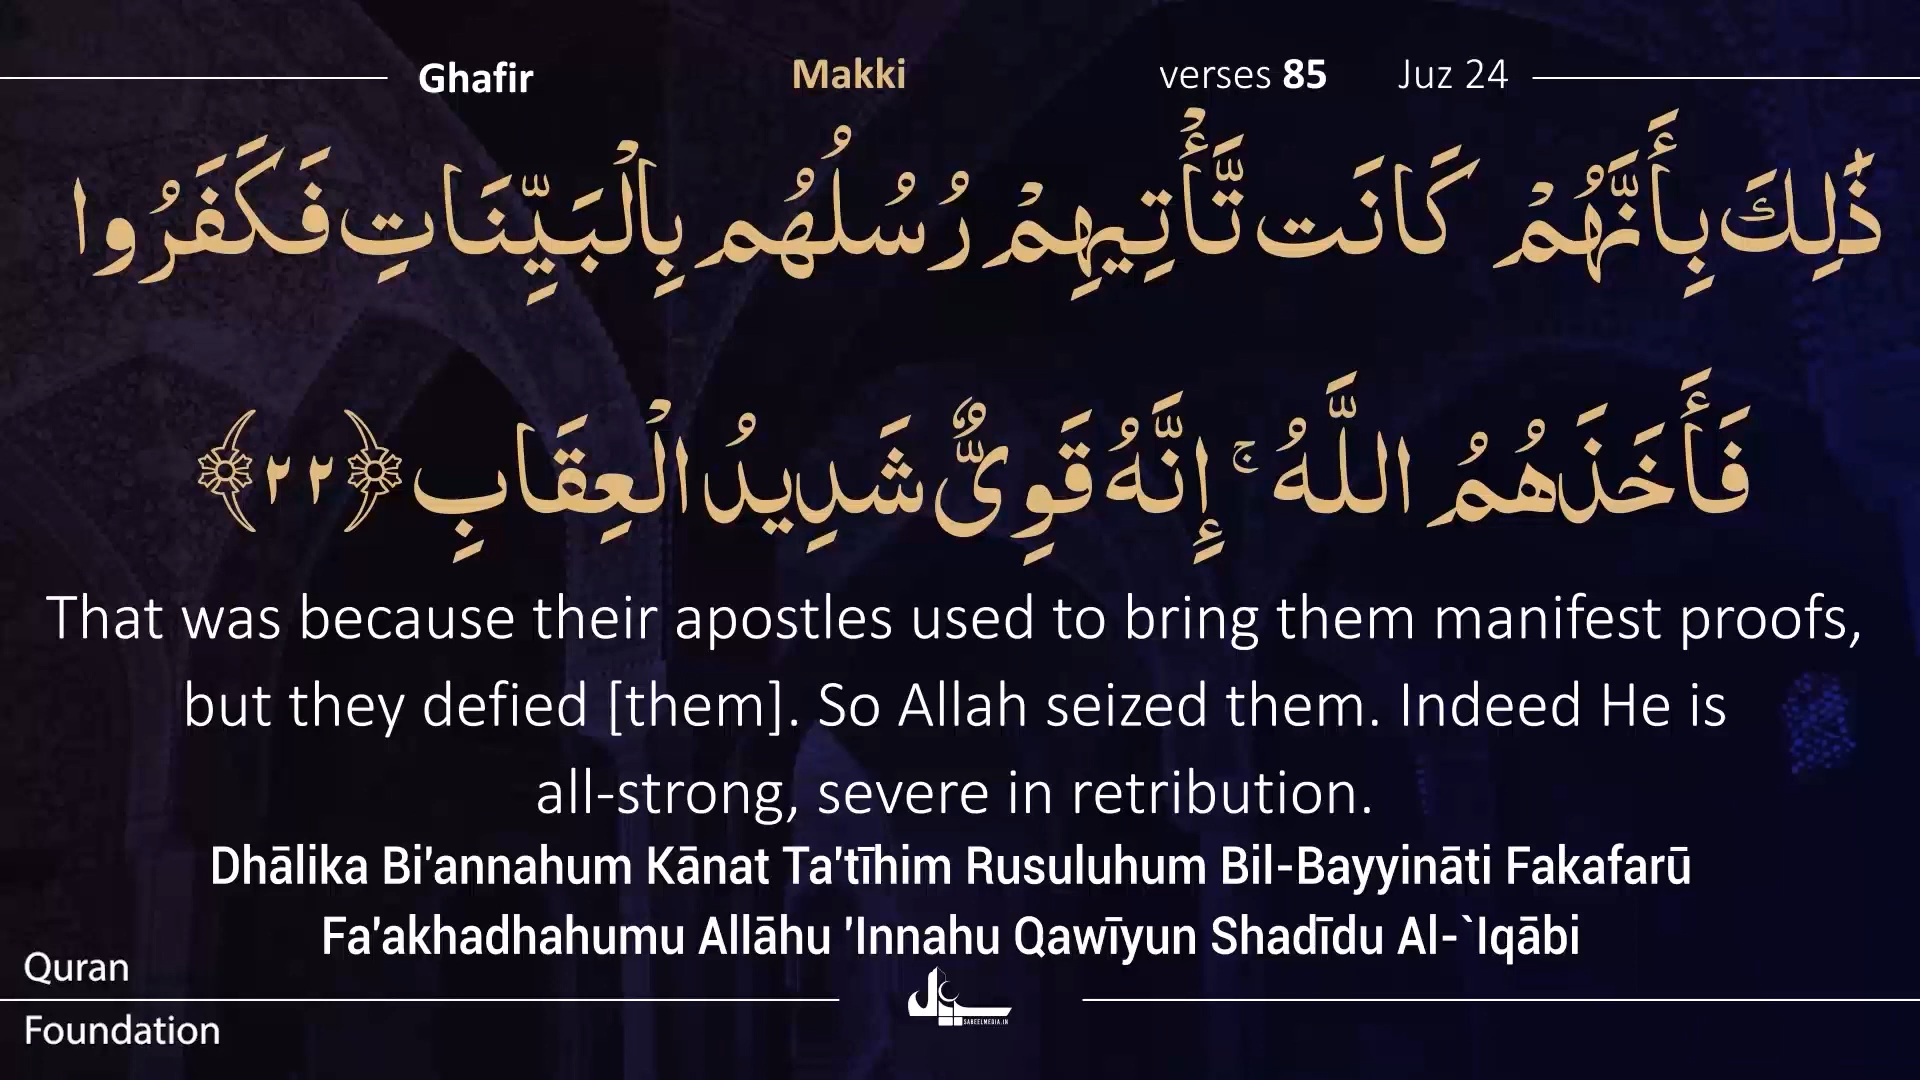 Ghafir Makki verses 85 Juz 24
ذَٰلِكَ بِأَنَّهُمْ كَانَت تَّأْتِيهِمْ رُسُلُهُم بِالْبَيِّنَاتِ فَكَفَرُوا
فَأَخَذَهُمُ اللَّهُ ۚ إِنَّهُ قَوِيٌّ شَدِيدُ الْعِقَابِ ﴿٢٢﴾
That was because their apostles used to bring them manifest proofs,
but they defied [them]. So Allah seized them. Indeed He is
all-strong, severe in retribution.
Dhālika Bi'annahum Kānat Ta'tīhim Rusuluhum Bil-Bayyināti Fakafarū
Fa'akhadhahumu Allāhu 'Innahu Qawīyun Shadīdu Al-`Iqābi
Quran
Foundation
SABEELMEDIA.IN